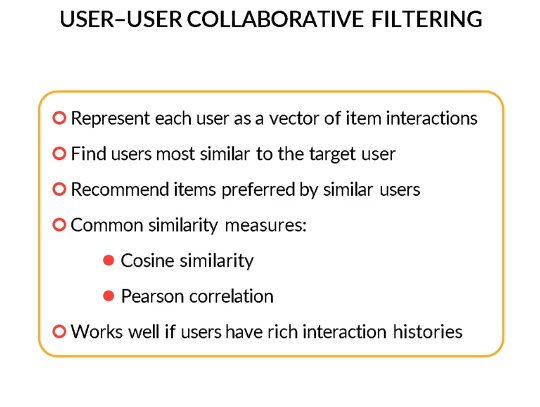 USER–USER COLLABORATIVE FILTERING
Represent each user as a vector of item interactions
Find users most similar to the target user
Recommend items preferred by similar users
Common similarity measures:
Cosine similarity
Pearson correlation
Works well if users have rich interaction histories